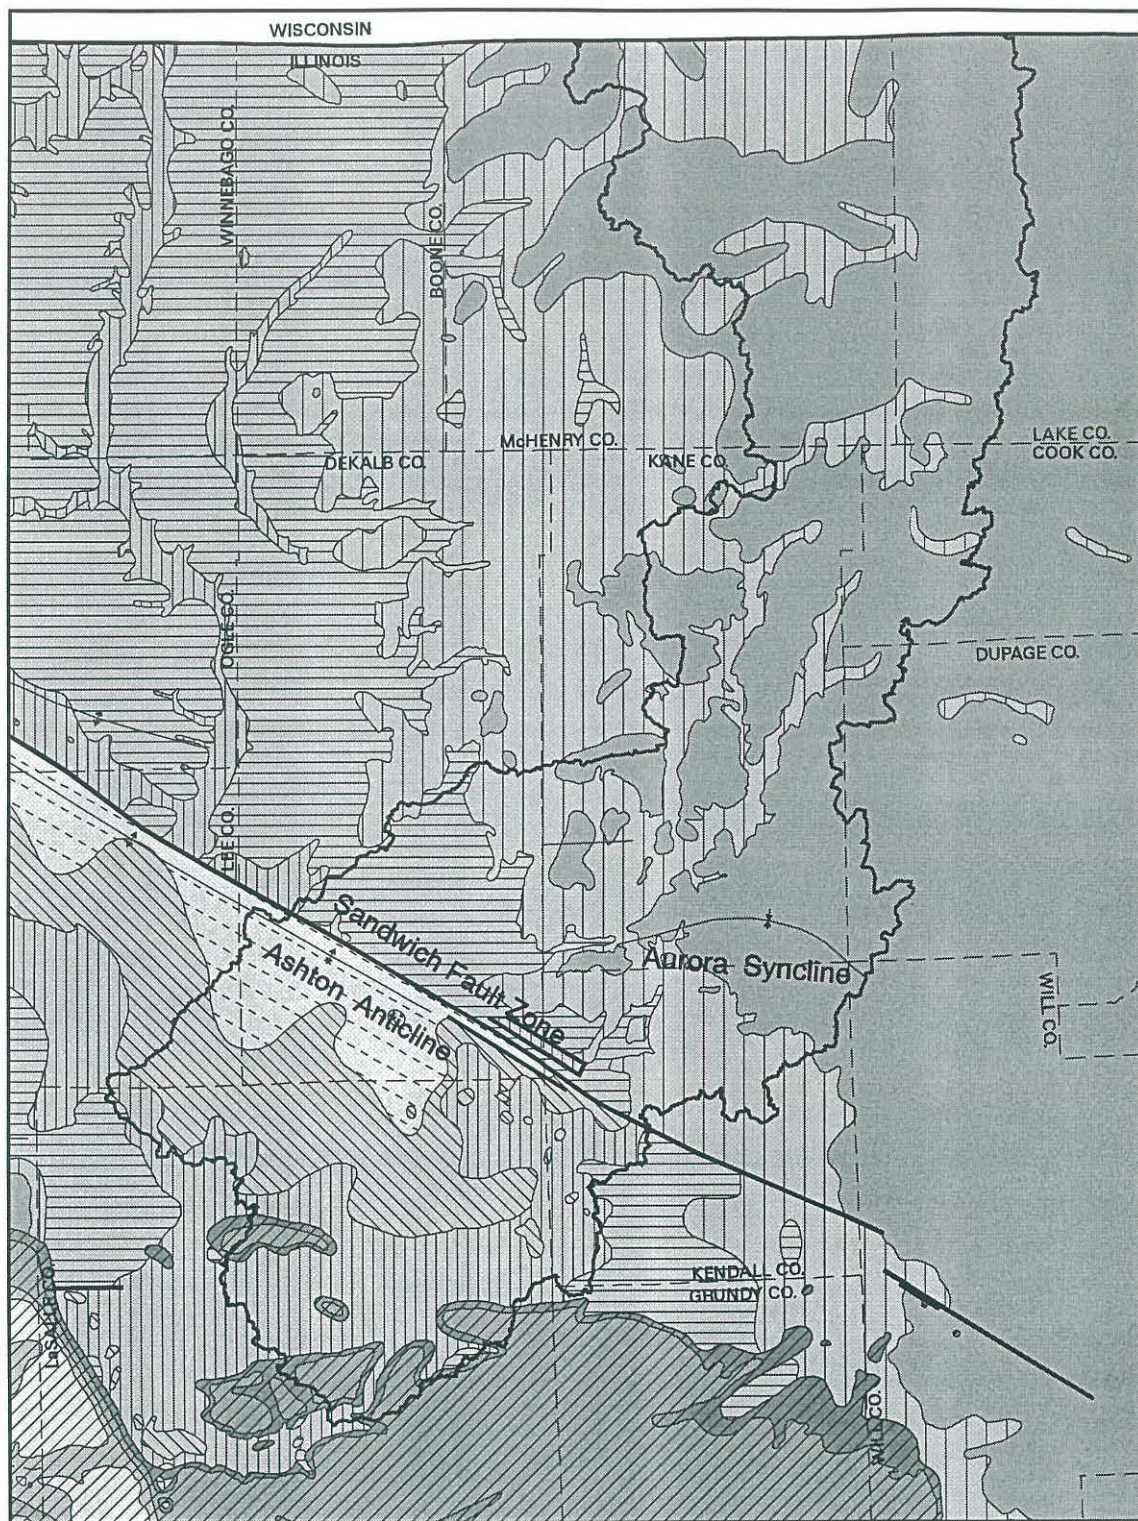 WISCONSIN
ILLINOIS
WINNEBAGO CO.
BOONE CO.
McHENRY CO.
LAKE CO.
DEKALB CO.
KANE CO.
COOK CO.
OGLE CO.
DUPAGE CO.
LEE CO.
Sandwich Fault Zone
Ashton Anticline
Aurora Syncline
WILL CO.
KENDALL CO.
GRUNDY CO.
LASALLE CO.
WILL CO.